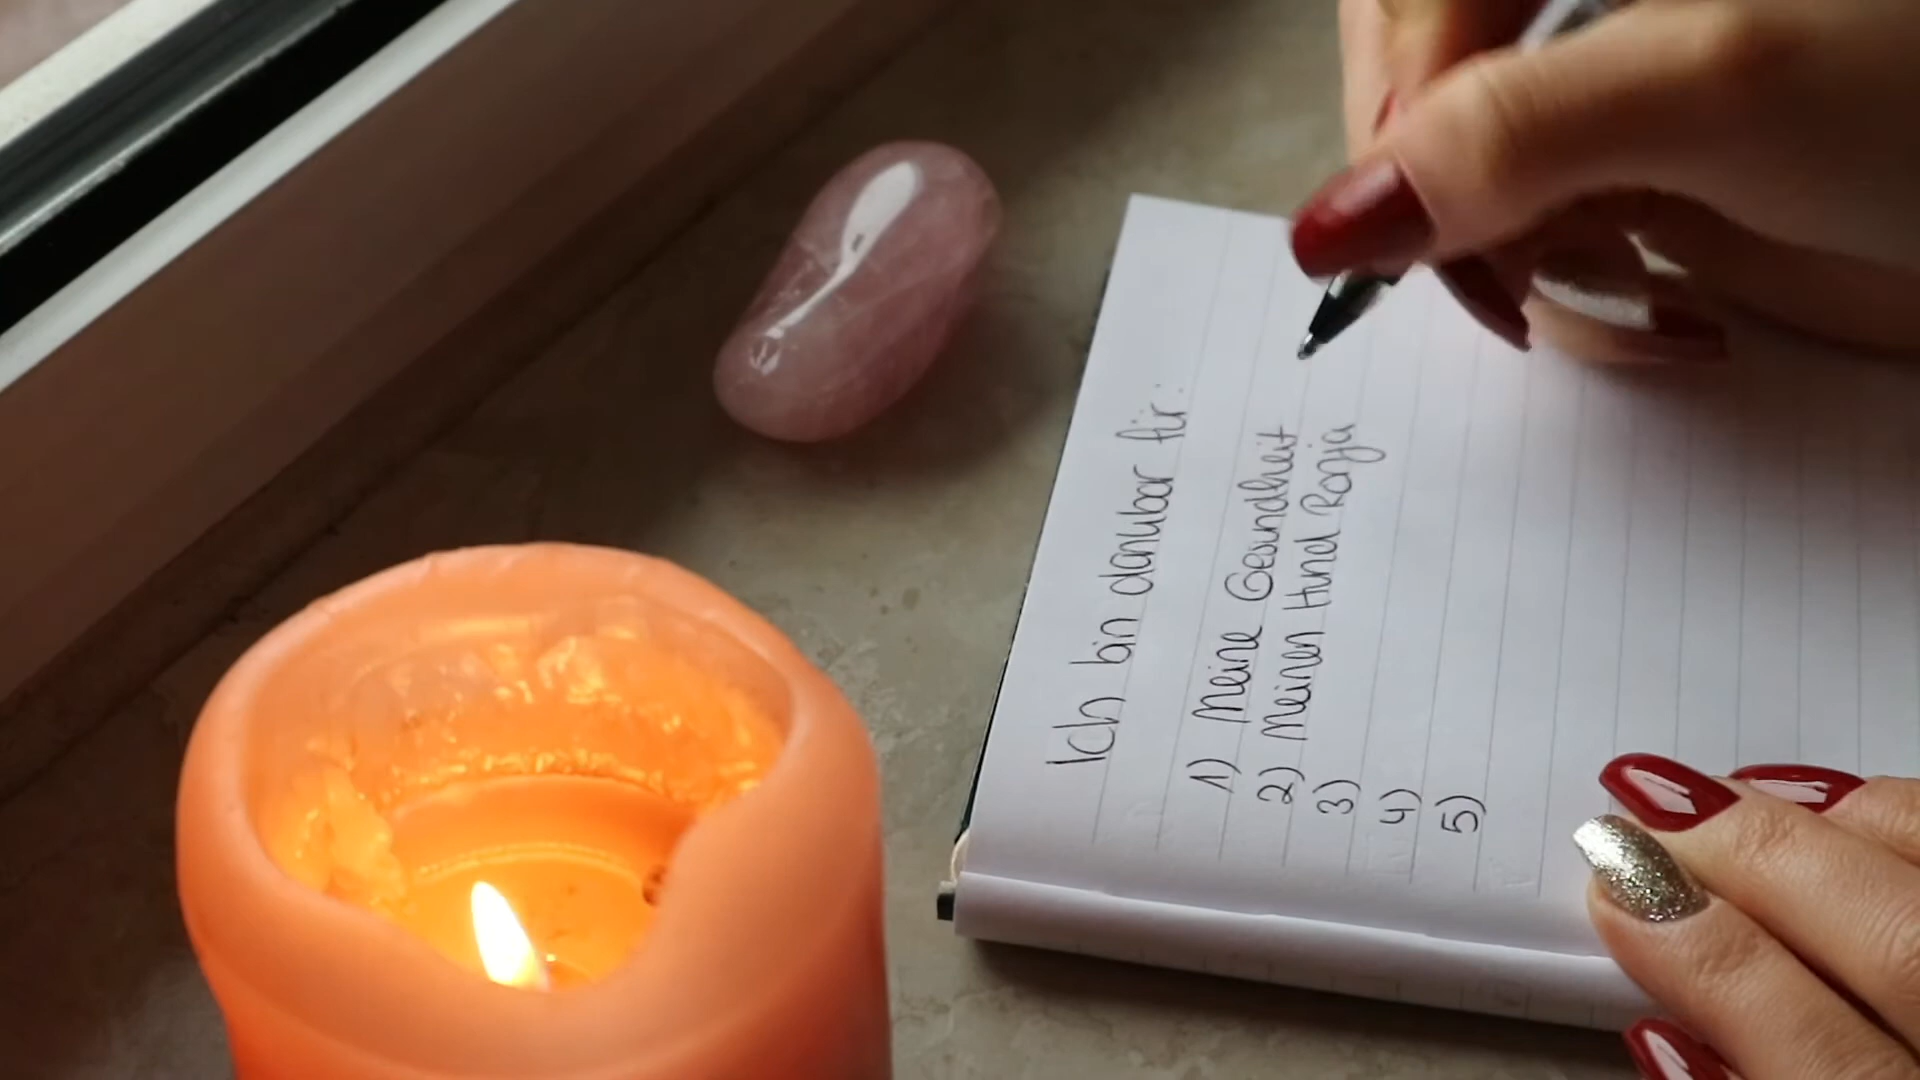 Ich bin dankbar für:
1) Meine Gesundheit
2) Meinen Hund Ronja
3)
4)
5)